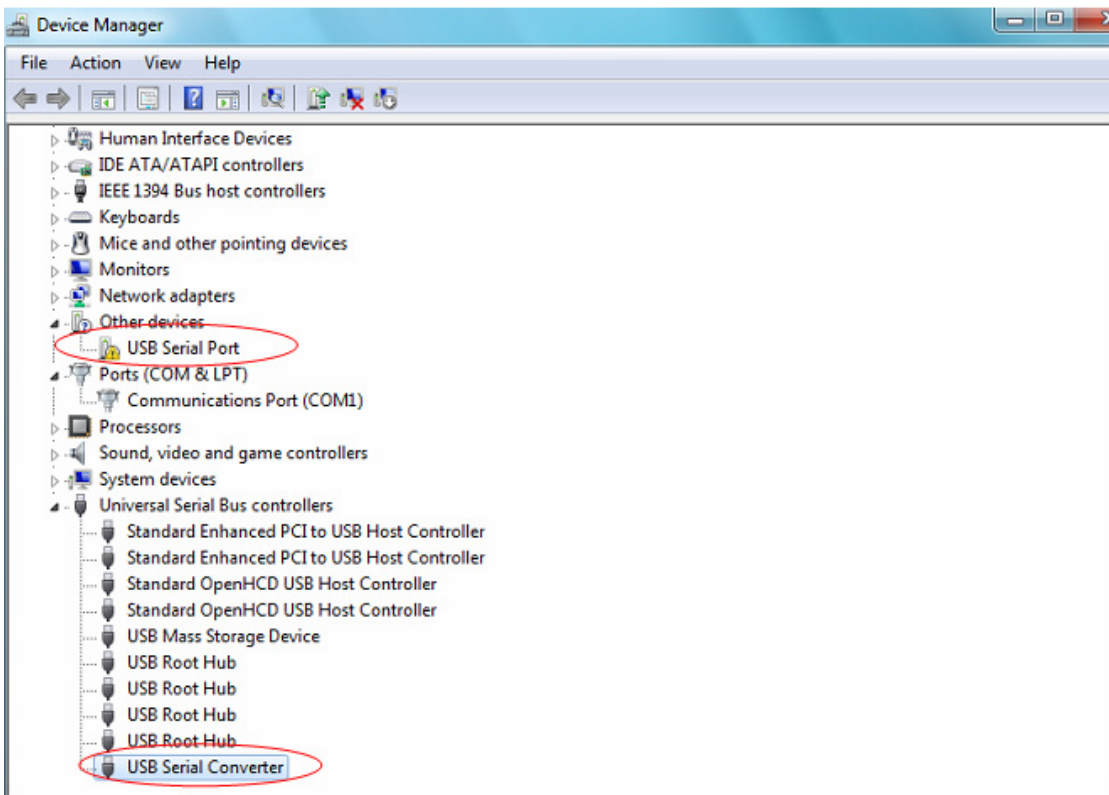 Device Manager
File Action View Help
Human Interface Devices
IDE ATA/ATAPI controllers
IEEE 1394 Bus host controllers
Keyboards
Mice and other pointing devices
Monitors
Network adapters
Other devices
USB Serial Port
Ports (COM & LPT)
Communications Port (COM1)
Processors
Sound, video and game controllers
System devices
Universal Serial Bus controllers
Standard Enhanced PCI to USB Host Controller
Standard Enhanced PCI to USB Host Controller
Standard OpenHCD USB Host Controller
Standard OpenHCD USB Host Controller
USB Mass Storage Device
USB Root Hub
USB Root Hub
USB Root Hub
USB Root Hub
USB Serial Converter